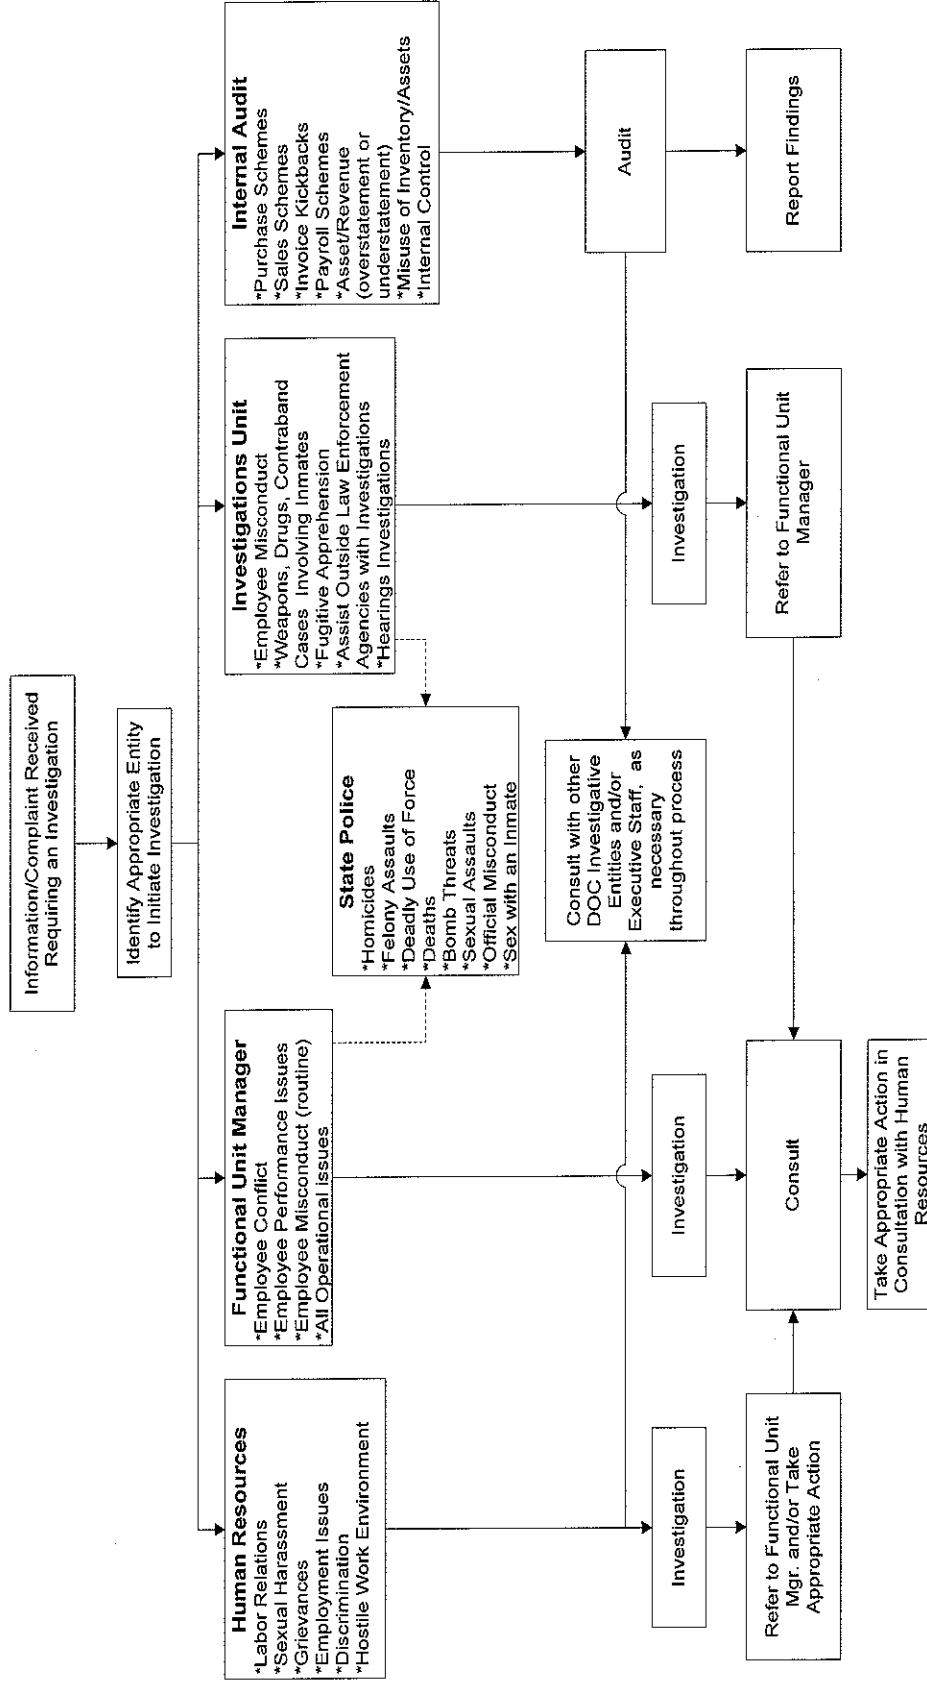 Information/Complaint Received
Requiring an Investigation
Identify Appropriate Entity
to Initiate Investigation
Human Resources
*Labor Relations
*Sexual Harassment
*Grievances
*Employment Issues
*Discrimination
*Hostile Work Environment
Functional Unit Manager
*Employee Conflict
*Employee Performance Issues
*Employee Misconduct (routine)
*All Operational issues
State Police
*Homicides
*Felony Assaults
*Deadly Use of Force
*Deaths
*Bomb Threats
*Sexual Assaults
*Official Misconduct
*Sex with an Inmate
Investigations Unit
*Employee Misconduct
*Weapons, Drugs, Contraband
Cases Involving Inmates
*Fugitive Apprehension
*Assist Outside Law Enforcement
Agencies with Investigations
*Hearings Investigations
Internal Audit
*Purchase Schemes
*Sales Schemes
*Invoice Kickbacks
*Payroll Schemes
*Asset/Revenue
(overstatement or
understatement)
*Misuse of Inventory/Assets
*Internal Control
Consult with other
DOC Investigative
Entities and/or
Executive Staff, as
necessary
throughout process
Audit
Investigation
Investigation
Investigation
Refer to Functional Unit
Mgr. and/or Take
Appropriate Action
Consult
Refer to Functional Unit
Manager
Report Findings
Take Appropriate Action in
Consultation with Human
Resources